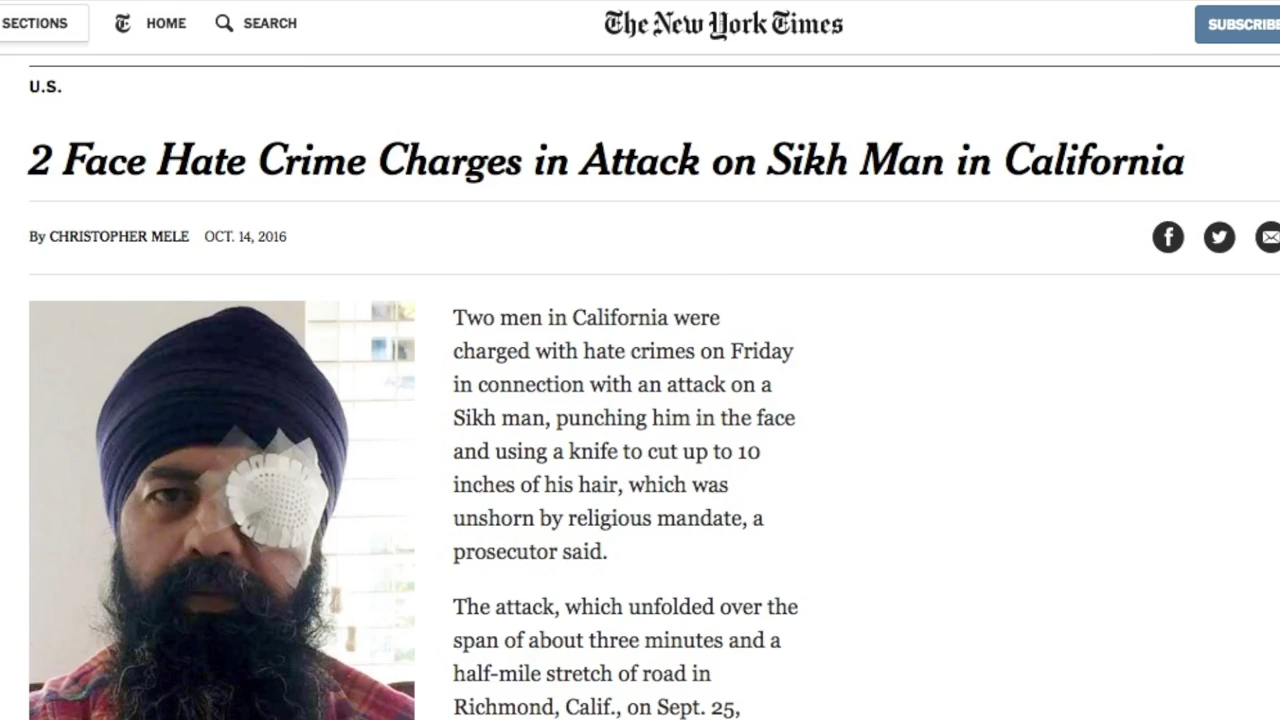 SECTIONS HOME SEARCH The New York Times SUBSCRIBE
U.S.
2 Face Hate Crime Charges in Attack on Sikh Man in California
By CHRISTOPHER MELE OCT. 14, 2016
Two men in California were
charged with hate crimes on Friday
in connection with an attack on a
Sikh man, punching him in the face
and using a knife to cut up to 10
inches of his hair, which was
unshorn by religious mandate, a
prosecutor said.
The attack, which unfolded over the
span of about three minutes and a
half-mile stretch of road in
Richmond, Calif., on Sept. 25,